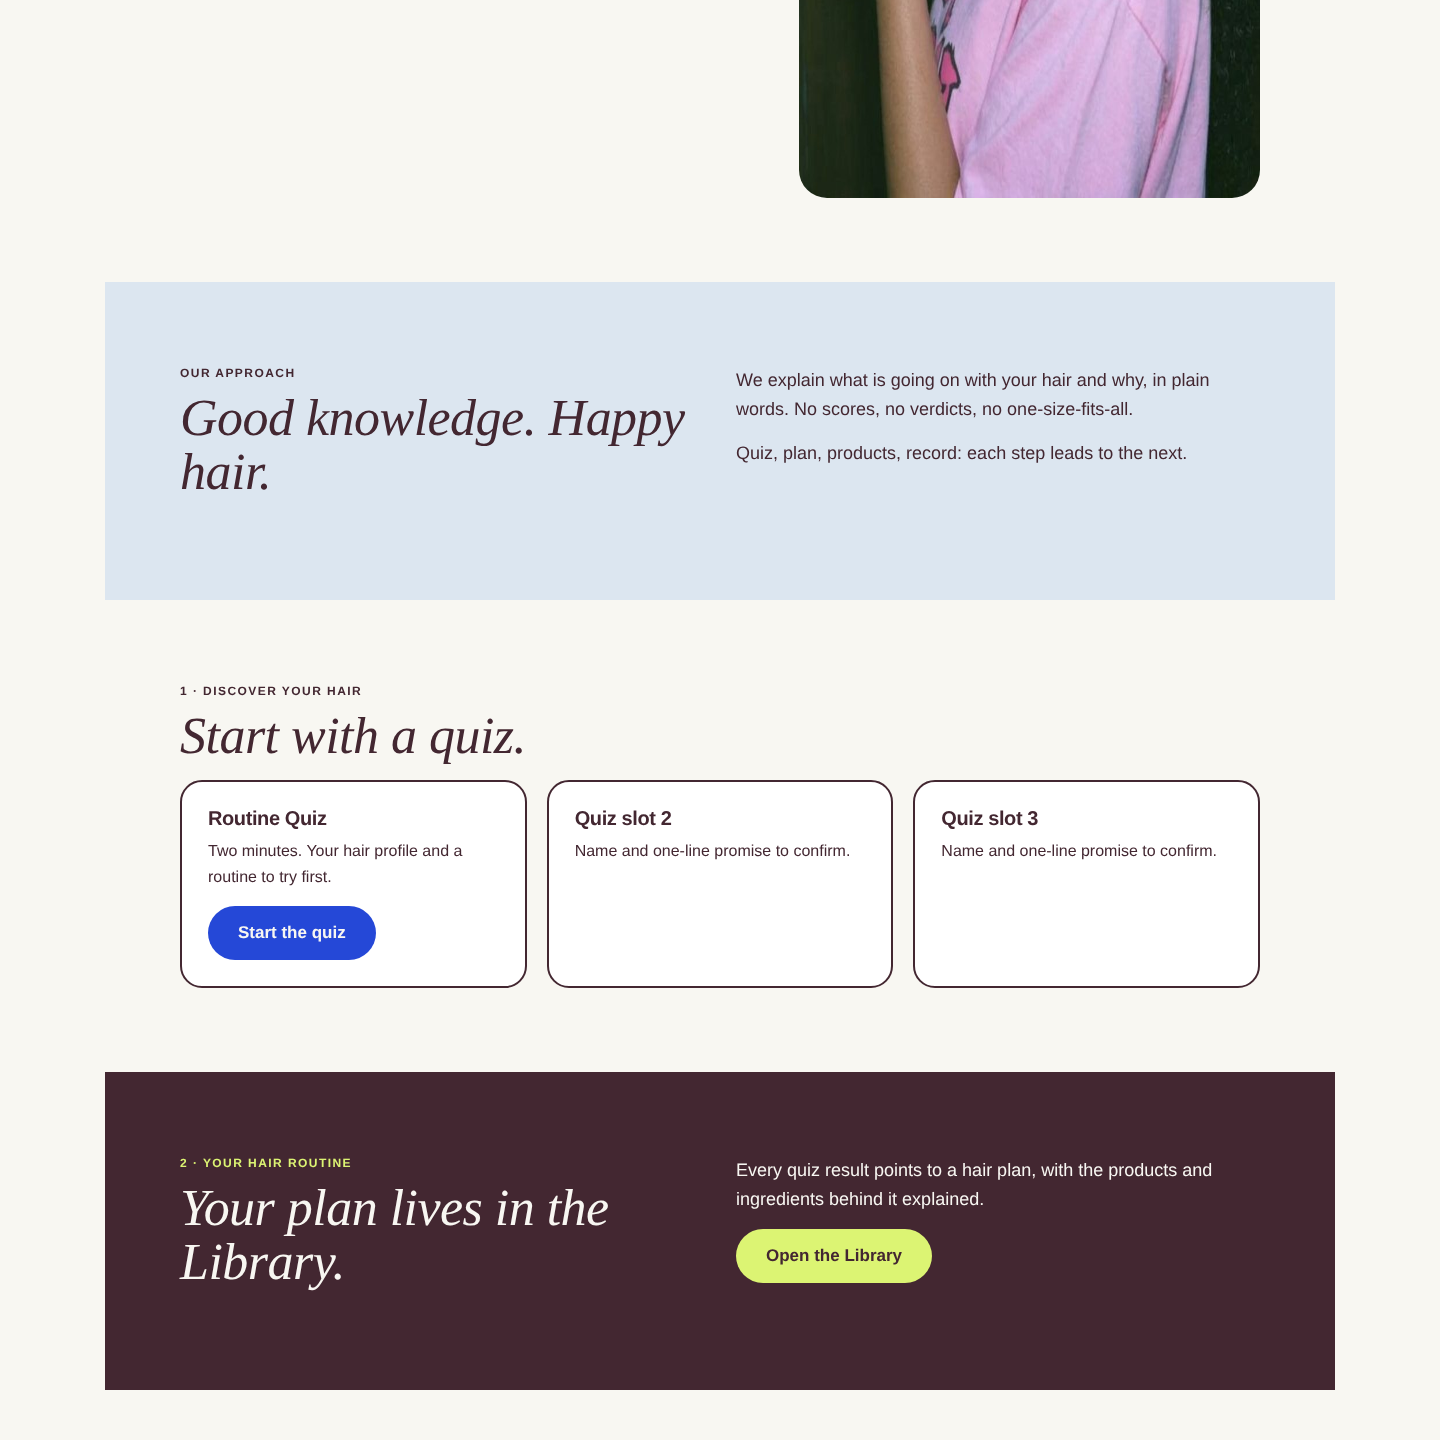 OUR APPROACH
Good knowledge. Happy
hair.
We explain what is going on with your hair and why, in plain
words. No scores, no verdicts, no one-size-fits-all.
Quiz, plan, products, record: each step leads to the next.
1 · DISCOVER YOUR HAIR
Start with a quiz.
Routine Quiz
Two minutes. Your hair profile and a
routine to try first.
Start the quiz
Quiz slot 2
Name and one-line promise to confirm.
Quiz slot 3
Name and one-line promise to confirm.
2 · YOUR HAIR ROUTINE
Your plan lives in the
Library.
Every quiz result points to a hair plan, with the products and
ingredients behind it explained.
Open the Library